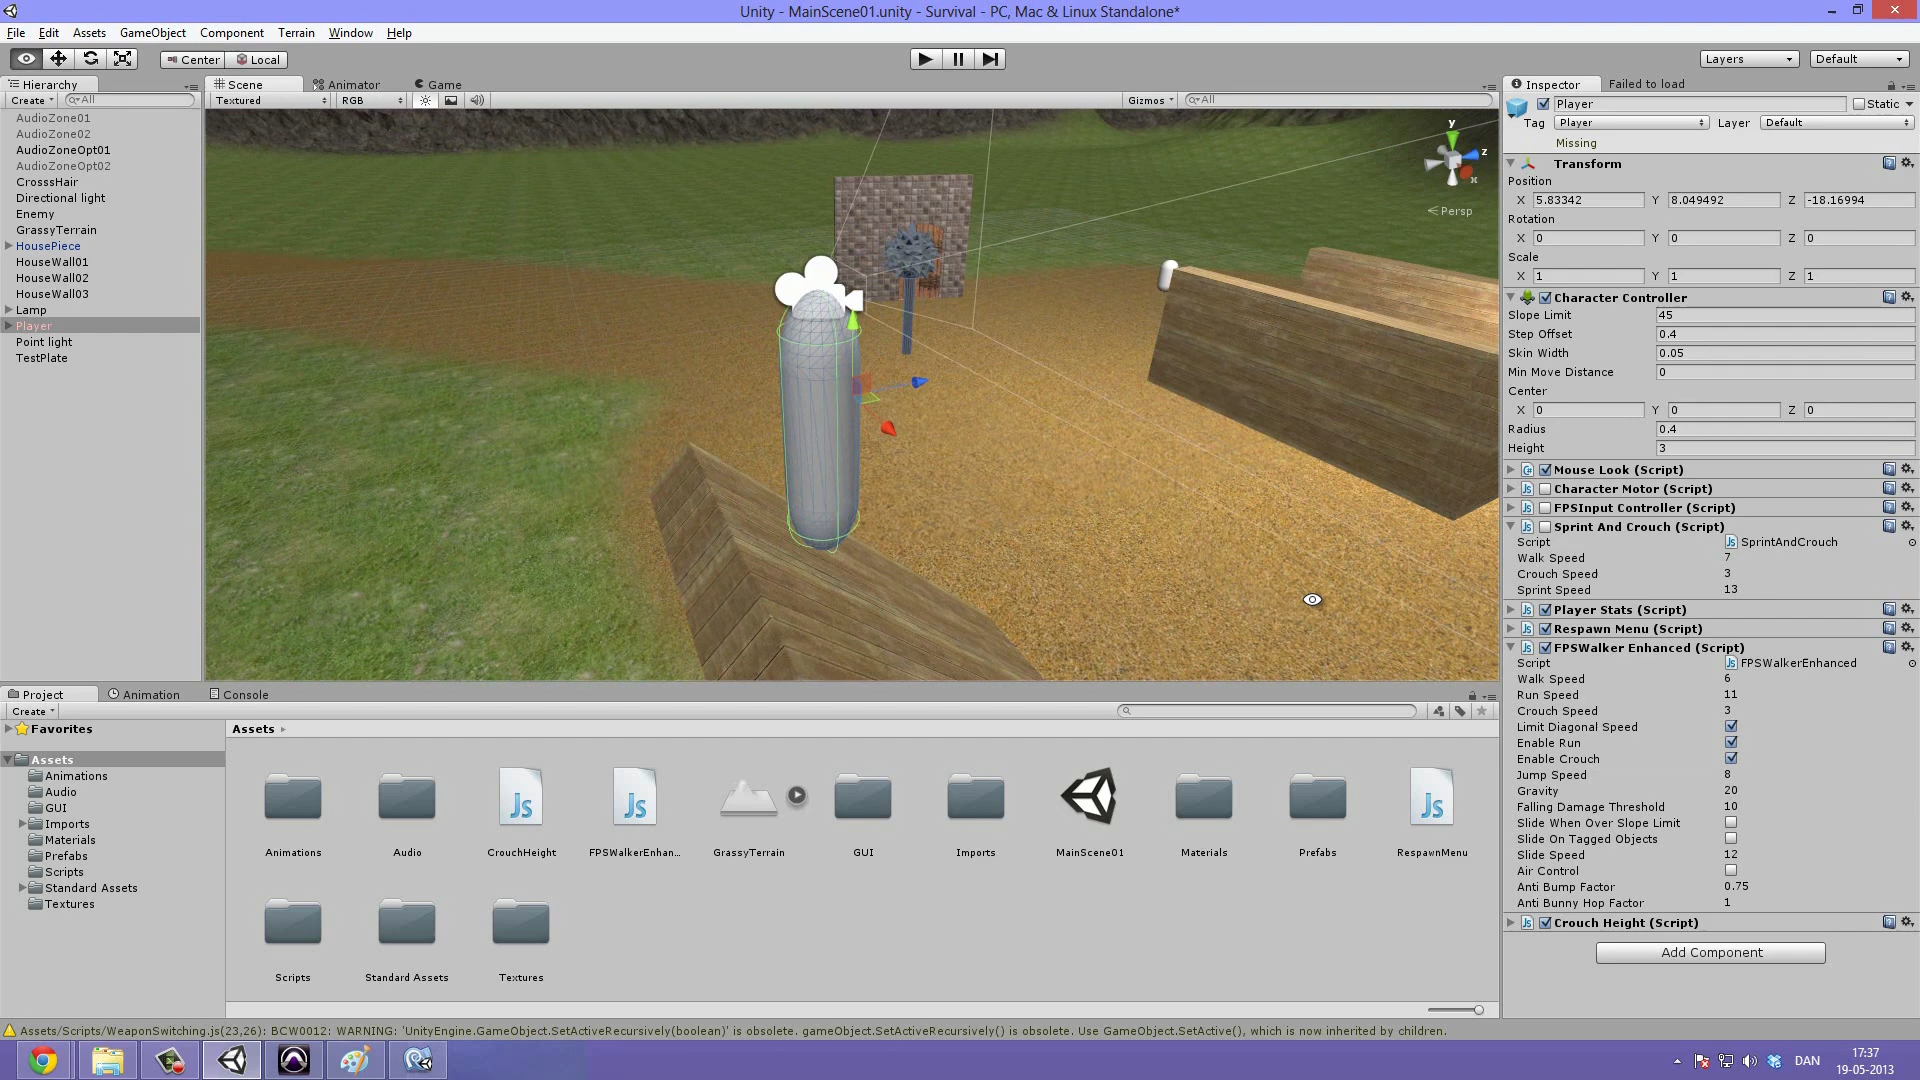 Unity - MainScene01.unity - Survival - PC, Mac & Linux Standalone*
File Edit Assets GameObject Component Terrain Window Help
Center Local Layers Default
Hierarchy
Create All
AudioZone01
AudioZone02
AudioZoneOpt01
AudioZoneOpt02
CrosssHair
Directional light
Enemy
GrassyTerrain
HousePiece
HouseWall01
HouseWall02
HouseWall03
Lamp
Player
Point light
TestPlate
Scene Animator Game
Textured RGB Gizmos All
y
z
x
Persp
Inspector Failed to load
Player Static
Tag Player Layer Default
Missing
Transform
Position
X 5.83342 Y 8.049492 Z -18.16994
Rotation
X 0 Y 0 Z 0
Scale
X 1 Y 1 Z 1
Character Controller
Slope Limit 45
Step Offset 0.4
Skin Width 0.05
Min Move Distance 0
Center
X 0 Y 0 Z 0
Radius 0.4
Height 3
Mouse Look (Script)
Character Motor (Script)
FPSInput Controller (Script)
Sprint And Crouch (Script)
Script SprintAndCrouch
Walk Speed 7
Crouch Speed 3
Sprint Speed 13
Player Stats (Script)
Respawn Menu (Script)
FPSWalker Enhanced (Script)
Script FPSWalkerEnhanced
Walk Speed 6
Run Speed 11
Crouch Speed 3
Limit Diagonal Speed
Enable Run
Enable Crouch
Jump Speed 8
Gravity 20
Falling Damage Threshold 10
Slide When Over Slope Limit
Slide On Tagged Objects
Slide Speed 12
Air Control
Anti Bump Factor 0.75
Anti Bunny Hop Factor 1
Crouch Height (Script)
Add Component
Project Animation Console
Create
Favorites
Assets
Animations
Audio
GUI
Imports
Materials
Prefabs
Scripts
Standard Assets
Textures
Assets
Js Js Js
Animations Audio CrouchHeight FPSWalkerEnhan... GrassyTerrain GUI Imports MainScene01 Materials Prefabs RespawnMenu
Scripts Standard Assets Textures
Assets/Scripts/WeaponSwitching.js(23,26): BCW0012: WARNING: 'UnityEngine.GameObject.SetActiveRecursively(boolean)' is obsolete. gameObject.SetActiveRecursively() is obsolete. Use GameObject.SetActive(), which is now inherited by children.
DAN
17:37
19-05-2013